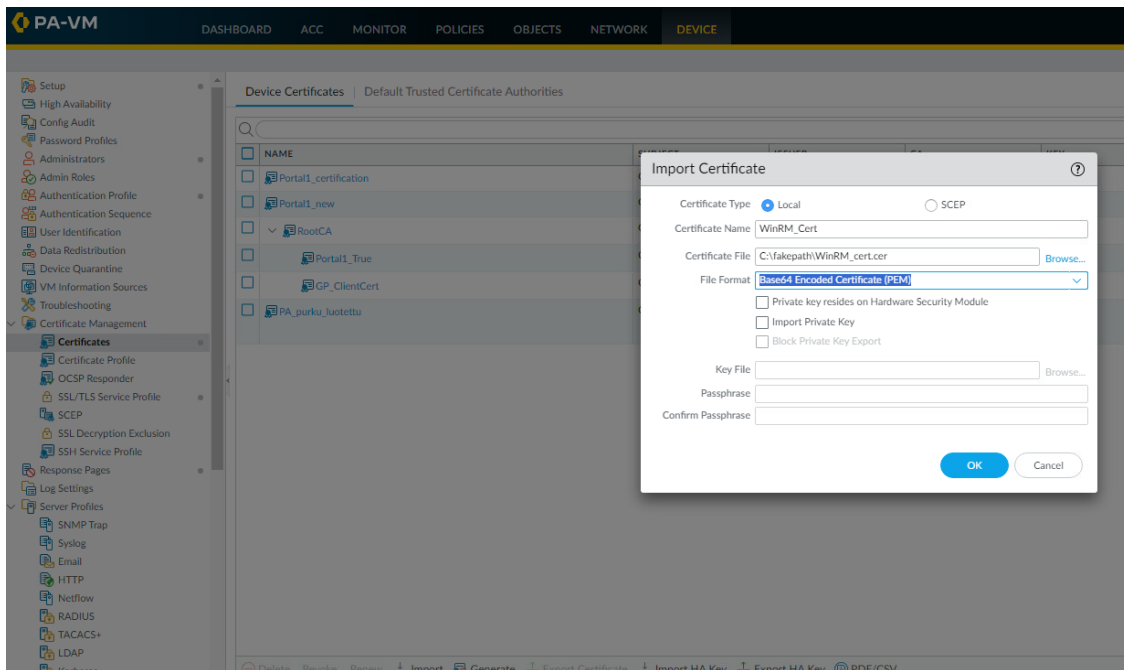 PA-VM
DASHBOARD ACC MONITOR POLICIES OBJECTS NETWORK DEVICE
Setup
High Availability
Config Audit
Password Profiles
Administrators
Admin Roles
Authentication Profile
Authentication Sequence
User Identification
Data Redistribution
Device Quarantine
VM Information Sources
Troubleshooting
Certificate Management
Certificates
Certificate Profile
OCSP Responder
SSL/TLS Service Profile
SCEP
SSL Decryption Exclusion
SSH Service Profile
Response Pages
Log Settings
Server Profiles
SNMP Trap
Syslog
Email
HTTP
Netflow
RADIUS
TACACS+
LDAP
Device Certificates | Default Trusted Certificate Authorities
NAME
Portal1_certification
Portal1_new
RootCA
Portal1_True
GP_ClientCert
PA_purku_luotettu
Import Certificate
Certificate Type Local SCEP
Certificate Name WinRM_Cert
Certificate File C:\fakepath\WinRM_cert.cer Browse...
File Format Base64 Encoded Certificate (PEM)
Private key resides on Hardware Security Module
Import Private Key
Block Private Key Export
Key File Browse...
Passphrase
Confirm Passphrase
OK Cancel
Delete Revoke Renew Import Generate Export Certificate Import HA Key Export HA Key PDF/CSV